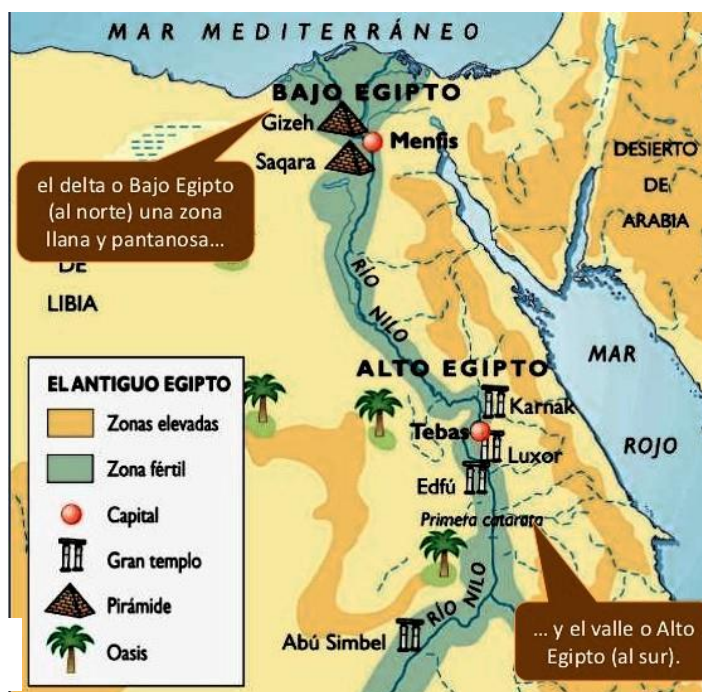 MAR MEDITERRÁNEO
BAJO EGIPTO
Gizeh
Menfis
Saqara
el delta o Bajo Egipto
(al norte) una zona
llana y pantanosa...
DESIERTO
DE
ARABIA
DE
LIBIA
RÍO
NILO
MAR
ROJO
ALTO EGIPTO
Karnak
Tebas
Luxor
Edfú
Primera catarata
RÍO NILO
Abú Simbel
... y el valle o Alto
Egipto (al sur).
EL ANTIGUO EGIPTO
Zonas elevadas
Zona fértil
Capital
Gran templo
Pirámide
Oasis